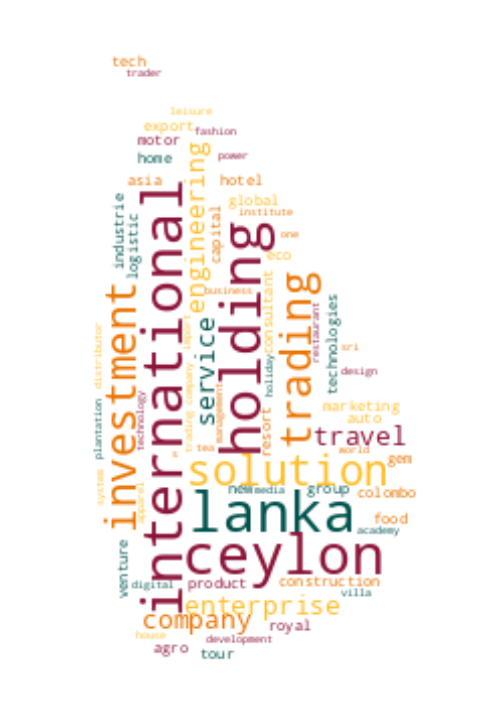 tech
trader
leisure
export
fashion
motor
home
power
engineering
asia
hotel
international
industrie
logistic
global
institute
capital
holding
one
eco
consultant
business
trading
investment
service
import
restaurant
technologies
distributor
sri
holiday
design
trading company
management
plantation
technology
resort
marketing
auto
travel
tea
world
solution
gem
system
apparel
new
media
group
colombo
lanka
food
academy
ceylon
venture
digital
product
construction
villa
enterprise
company
royal
house
development
agro
tour